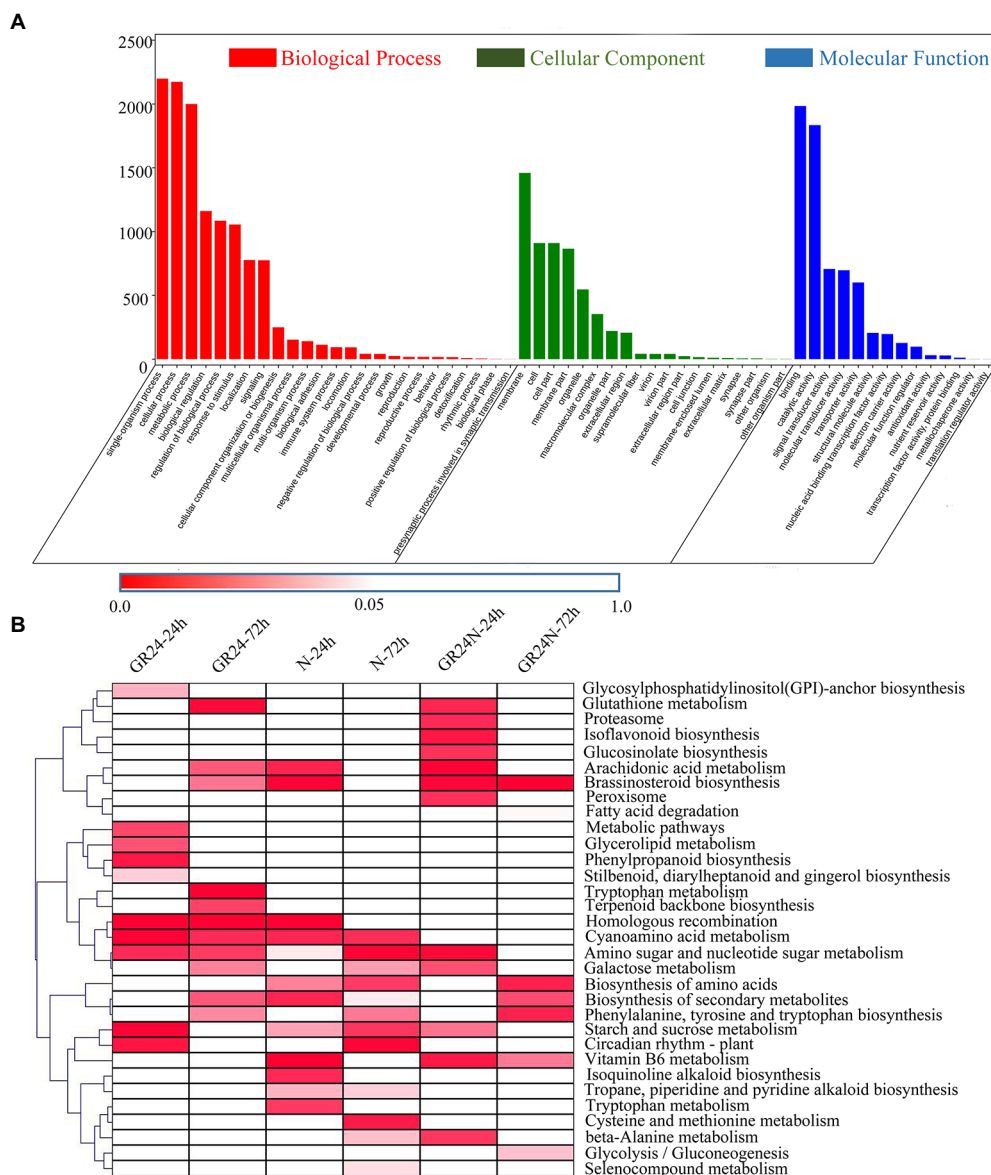 A
2500
2000
1500
1000
500
0
Biological Process
Cellular Component
Molecular Function
single-organism process
cellular process
metabolic process
biological regulation
regulation of biological process
response to stimulus
localization
signaling
cellular component organization or biogenesis
multicellular organismal process
multi-organism process
biological adhesion
immune system process
locomotion
negative regulation of biological process
developmental process
growth
reproduction
reproductive process
behavior
positive regulation of biological process
detoxification
rhythmic process
biological phase
presynaptic process involved in synaptic transmission
membrane
cell
cell part
membrane part
organelle
macromolecular complex
organelle part
extracellular region
supramolecular fiber
virion
virion part
extracellular region part
cell junction
membrane-enclosed lumen
extracellular matrix
synapse
synapse part
other organism
other organism part
binding
catalytic activity
signal transducer activity
molecular transducer activity
transporter activity
structural molecule activity
nucleic acid binding transcription factor activity
electron carrier activity
molecular function regulator
antioxidant activity
nutrient reservoir activity
transcription factor activity, protein binding
metallochaperone activity
translation regulator activity
0.0
0.05
1.0
B
GR24-24h
GR24-72h
N-24h
N-72h
GR24N-24h
GR24N-72h
Glycosylphosphatidylinositol(GPI)-anchor biosynthesis
Glutathione metabolism
Proteasome
Isoflavonoid biosynthesis
Glucosinolate biosynthesis
Arachidonic acid metabolism
Brassinosteroid biosynthesis
Peroxisome
Fatty acid degradation
Metabolic pathways
Glycerolipid metabolism
Phenylpropanoid biosynthesis
Stilbenoid, diarylheptanoid and gingerol biosynthesis
Tryptophan metabolism
Terpenoid backbone biosynthesis
Homologous recombination
Cyanoamino acid metabolism
Amino sugar and nucleotide sugar metabolism
Galactose metabolism
Biosynthesis of amino acids
Biosynthesis of secondary metabolites
Phenylalanine, tyrosine and tryptophan biosynthesis
Starch and sucrose metabolism
Circadian rhythm - plant
Vitamin B6 metabolism
Isoquinoline alkaloid biosynthesis
Tropane, piperidine and pyridine alkaloid biosynthesis
Tryptophan metabolism
Cysteine and methionine metabolism
beta-Alanine metabolism
Glycolysis / Gluconeogenesis
Selenocompound metabolism